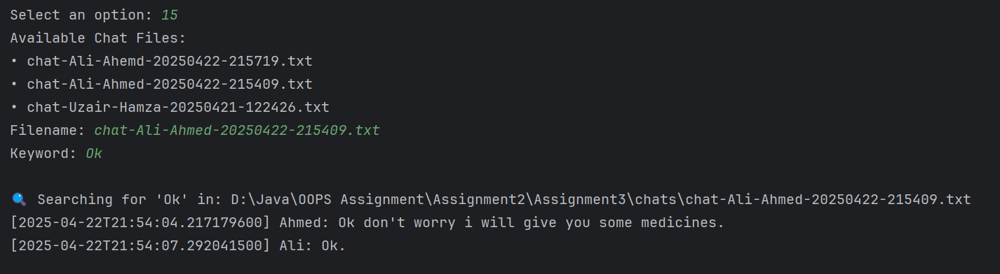 Select an option: 15
Available Chat Files:
• chat-Ali-Ahemd-20250422-215719.txt
• chat-Ali-Ahmed-20250422-215409.txt
• chat-Uzair-Hamza-20250421-122426.txt
Filename: chat-Ali-Ahmed-20250422-215409.txt
Keyword: Ok
🔍 Searching for 'Ok' in: D:\Java\OOPS Assignment\Assignment2\Assignment3\chats\chat-Ali-Ahmed-20250422-215409.txt
[2025-04-22T21:54:04.217179600] Ahmed: Ok don't worry i will give you some medicines.
[2025-04-22T21:54:07.292041500] Ali: Ok.